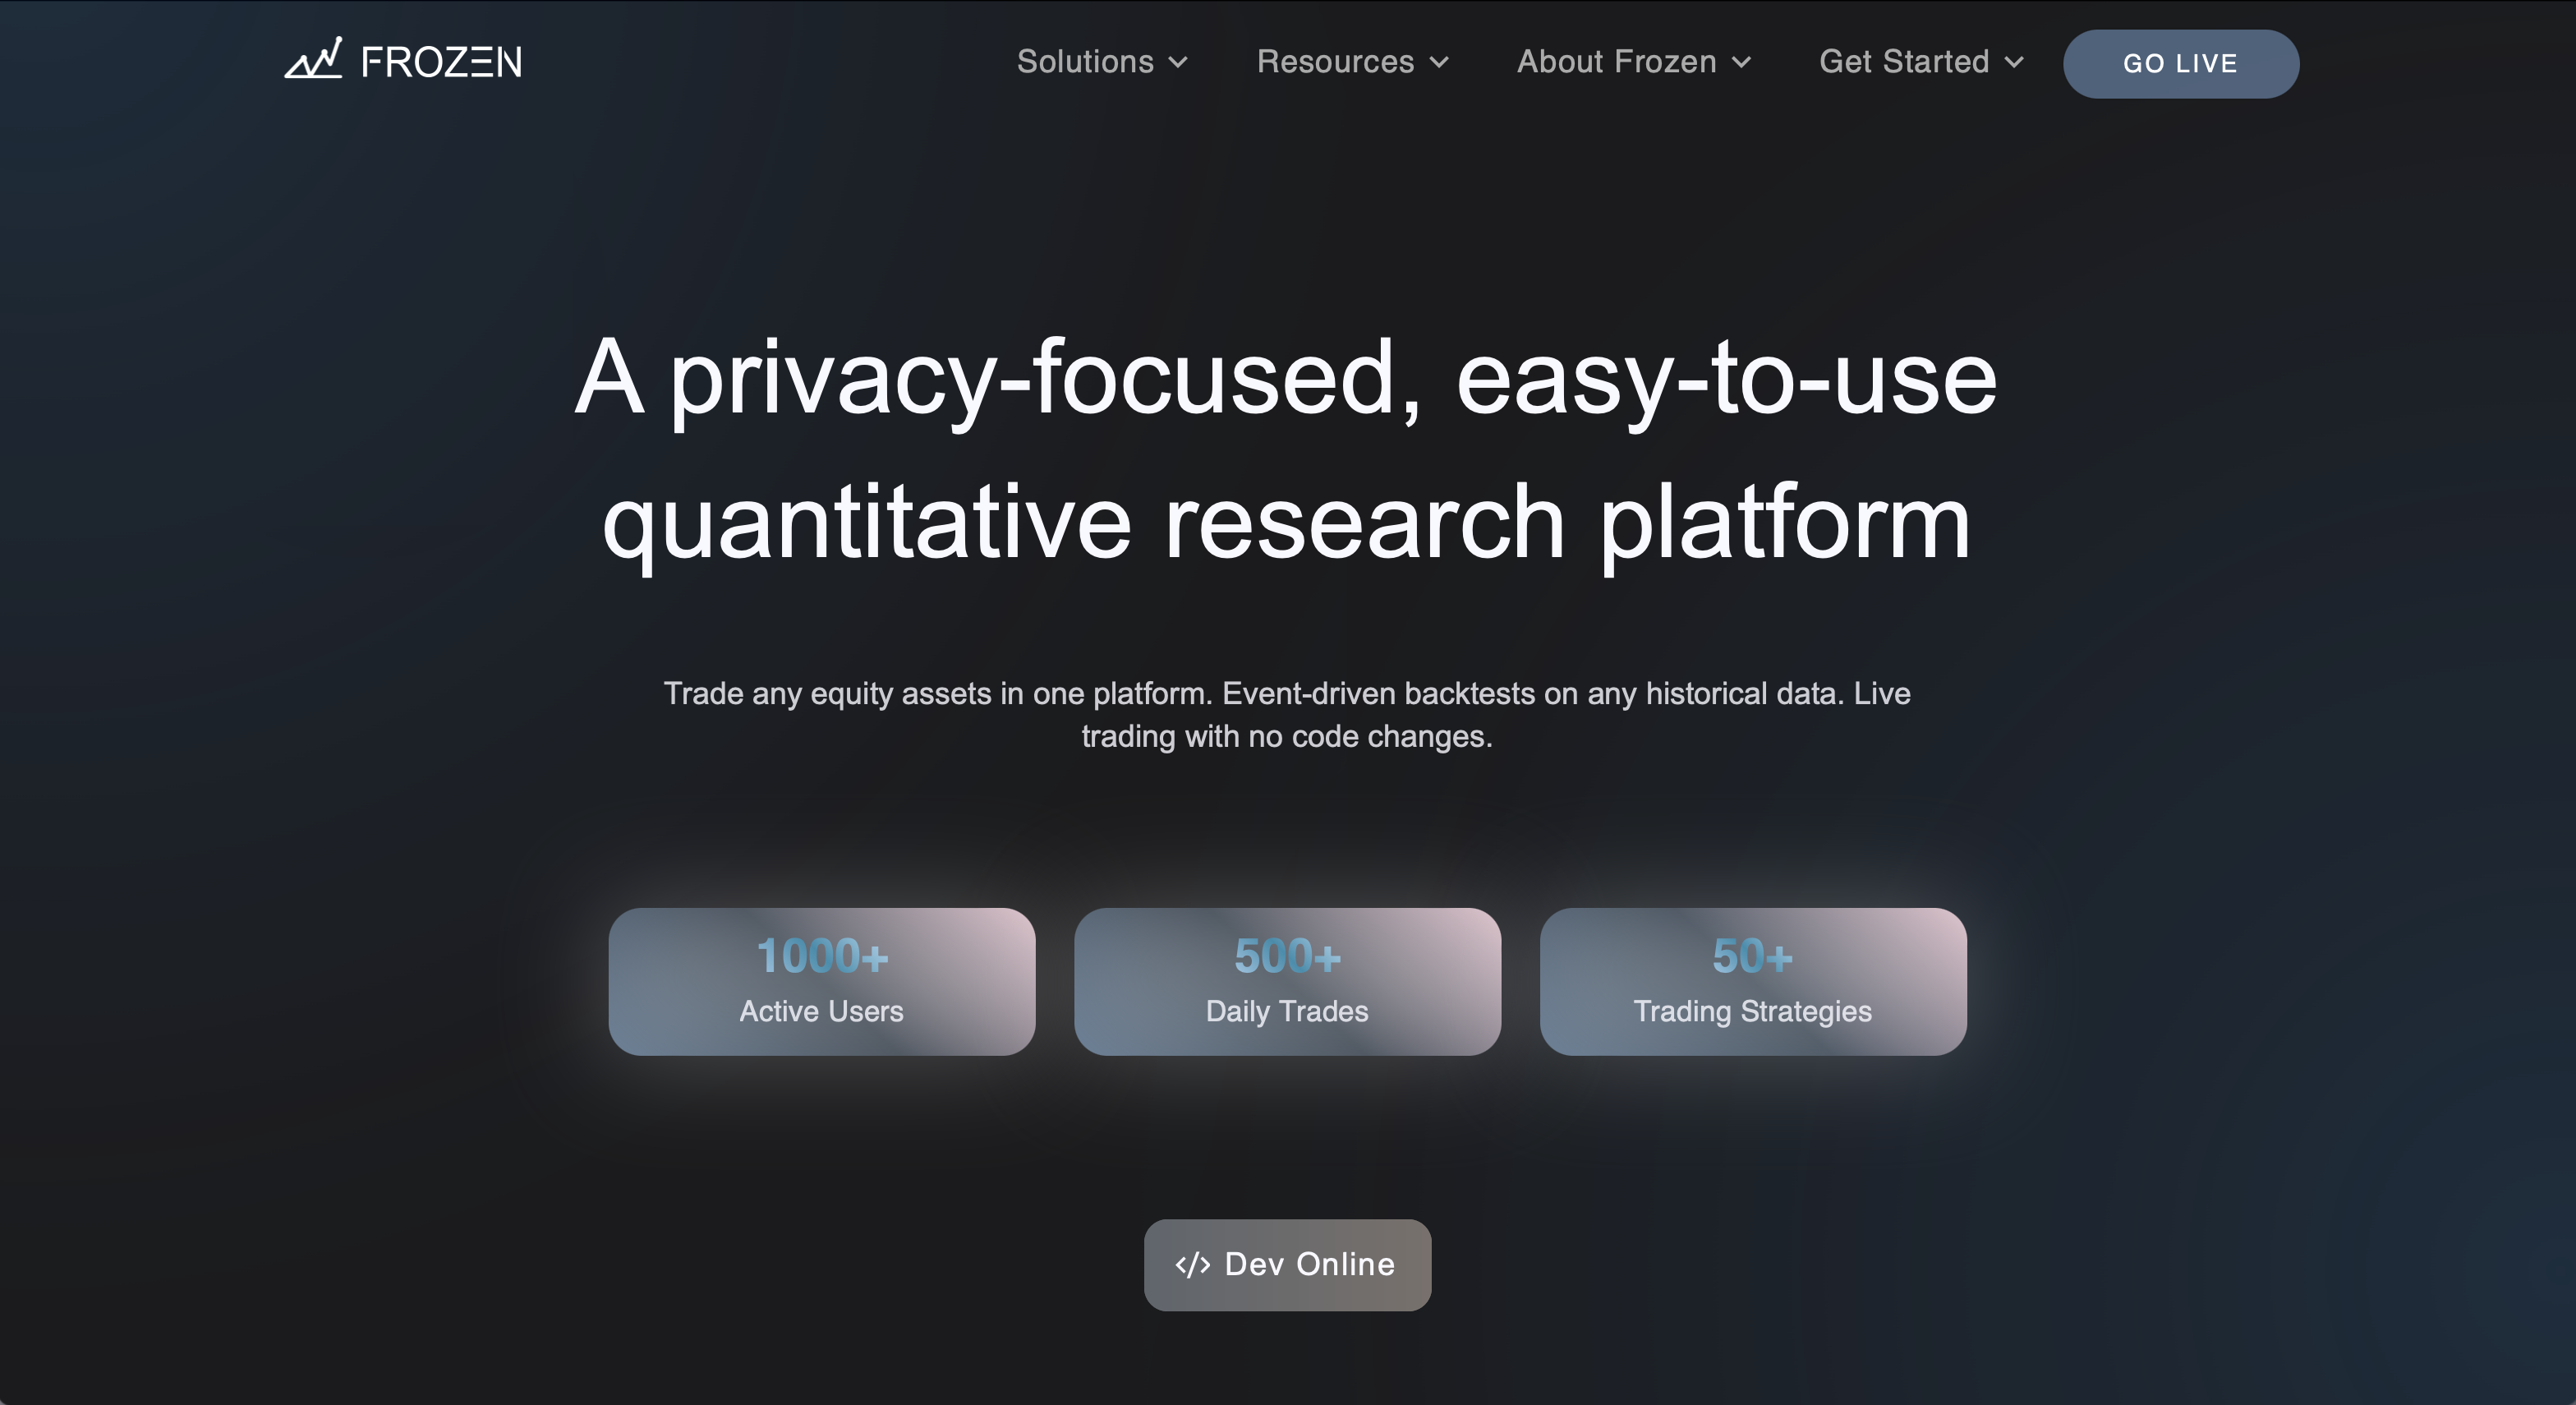 FROZEN
Solutions
Resources
About Frozen
Get Started
GO LIVE
A privacy-focused, easy-to-use
quantitative research platform
Trade any equity assets in one platform. Event-driven backtests on any historical data. Live
trading with no code changes.
1000+
Active Users
500+
Daily Trades
50+
Trading Strategies
</> Dev Online